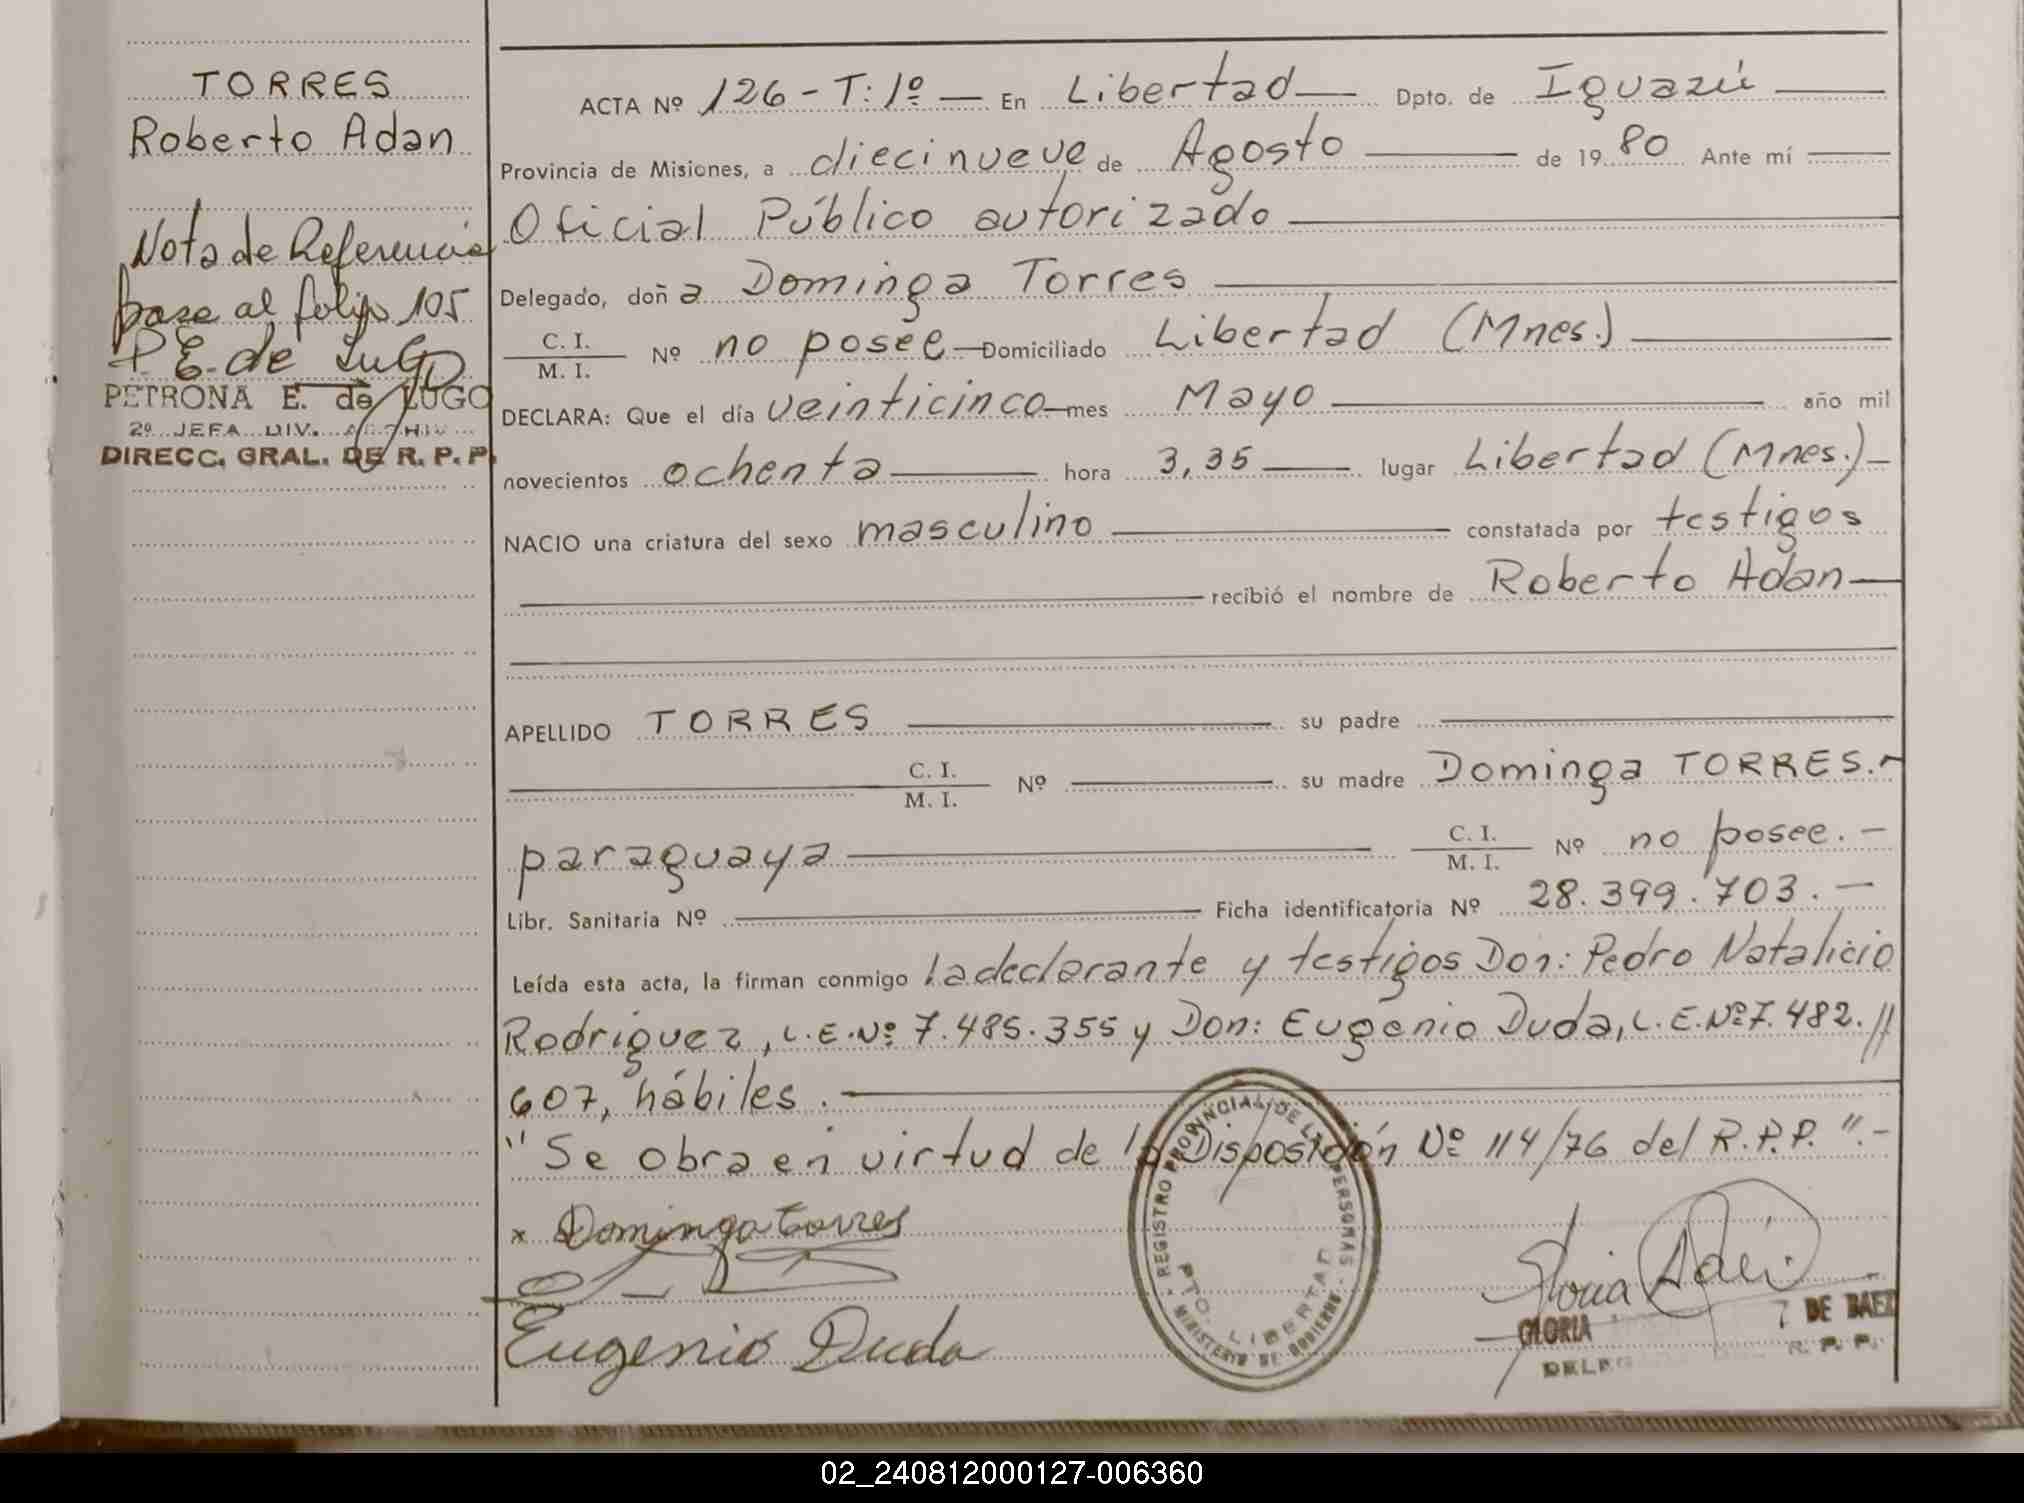 TORRES
Roberto Adan
Nota de Referencia
pase al folio 105
P. E. de Lugo
PETRONA E. de LUGO
2º JEFA DIV. ARCHIV
DIRECC. GRAL. DE R. P. P.
ACTA Nº 126 - T: 1º — En Libertad — Dpto. de Iguazú —
Provincia de Misiones, a diecinueve de Agosto — de 1980 Ante mí —
Oficial Público autorizado —
Delegado, doña Dominga Torres —
C. I.
M. I. Nº no posee — Domiciliado Libertad (Mnes.) —
DECLARA: Que el día veinticinco — mes Mayo — año mil
novecientos ochenta — hora 3,35 — lugar Libertad (Mnes.) —
NACIO una criatura del sexo masculino — constatada por testigos
— recibió el nombre de Roberto Adan —
APELLIDO TORRES — su padre —
— C. I.
M. I. Nº — su madre Dominga TORRES. -
paraguaya — C. I.
M. I. Nº no posee. -
Libr. Sanitaria Nº — Ficha identificatoria Nº 28.399.703. —
Leída esta acta, la firman conmigo la declarante y testigos Don: Pedro Natalicio
Rodriguez, L.E.Nº 7.485.355 y Don: Eugenio Duda, L.E.Nº 7.482.//
607, hábiles. —
"Se obra en virtud de la Disposición Nº 114/76 del R.P.P.". -
x Dominga Torres
Eugenio Duda
REGISTRO PROVINCIAL DE LAS PERSONAS
PTO. LIBERTAD
MINISTERIO DE GOBIERNO
Gloria
GLORIA DE BAEZ
R. P. P.
02_240812000127-006360